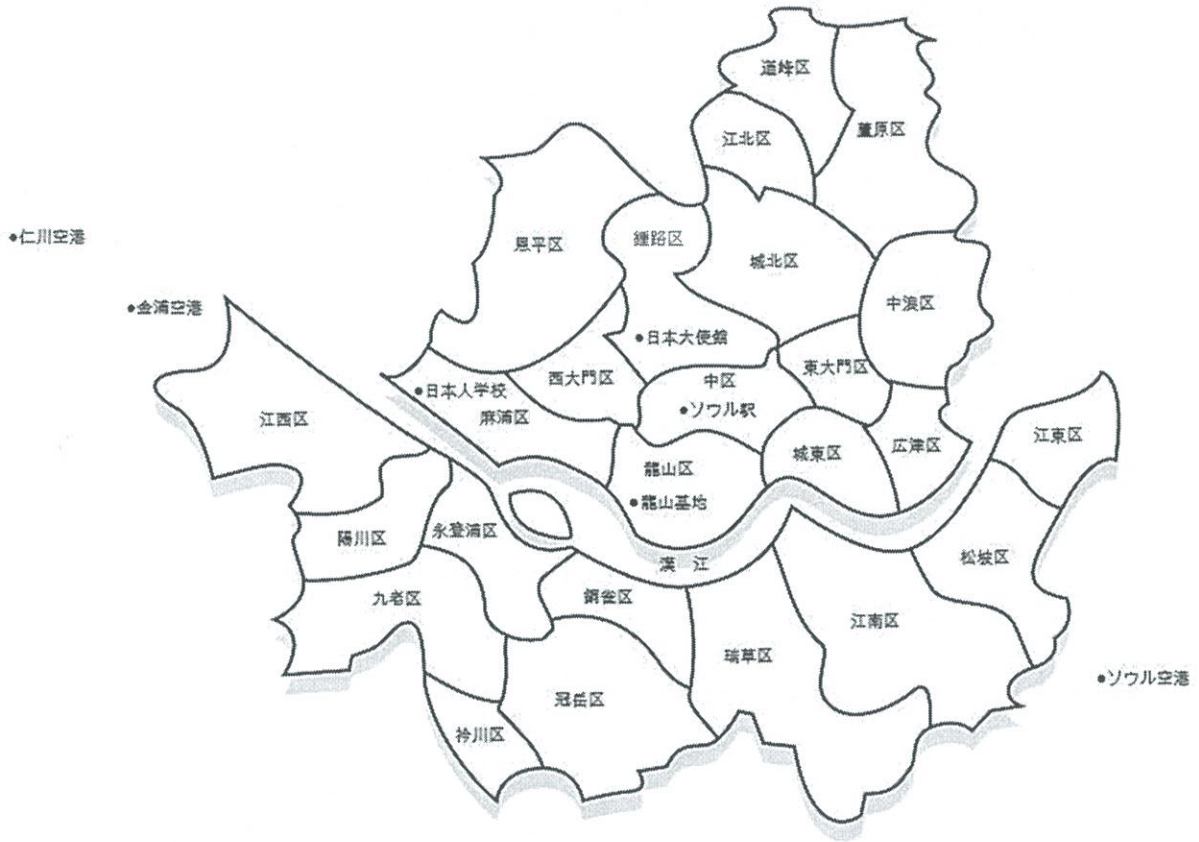 道峰区
蘆原区
江北区
●仁川空港
恩平区
鍾路区
城北区
●金浦空港
中浪区
●日本大使館
東大門区
西大門区
中区
●日本人学校
麻浦区
●ソウル駅
江西区
江東区
広津区
城東区
龍山区
●龍山基地
陽川区
永登浦区
漢 江
松坡区
九老区
銅雀区
江南区
瑞草区
●ソウル空港
冠岳区
衿川区